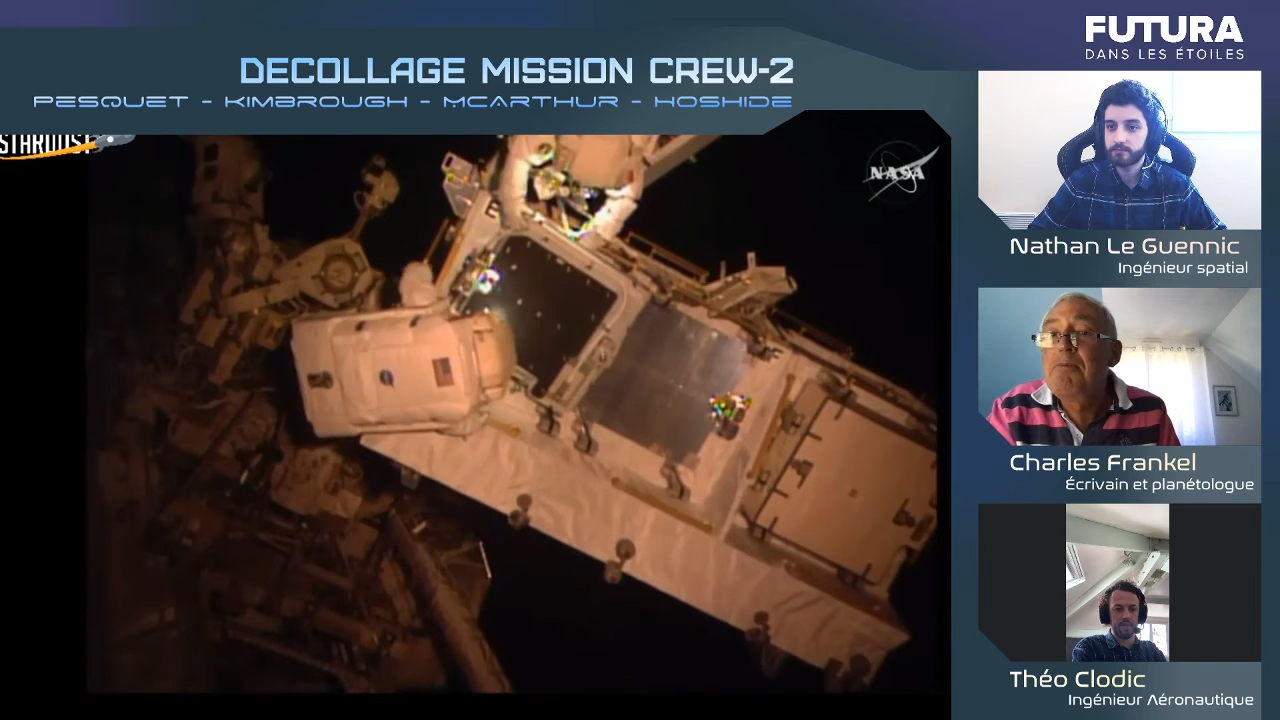 FUTURA
DANS LES ÉTOILES
DECOLLAGE MISSION CREW-2
PESQUET - KIMBROUGH - MCARTHUR - HOSHIDE
STARDUST
NASA
Nathan Le Guennic
Ingénieur spatial
Charles Frankel
Écrivain et planétologue
Théo Clodic
Ingénieur Aéronautique